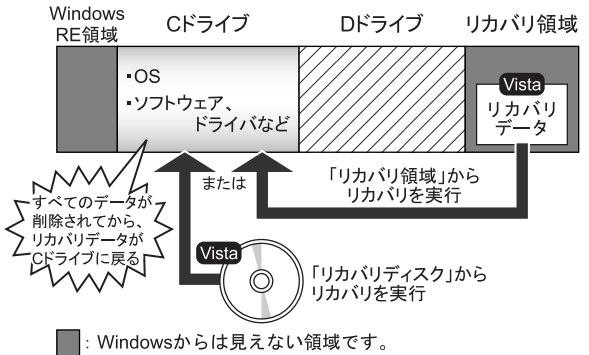 Windows
RE領域
Cドライブ
Dドライブ
リカバリ領域
・OS
・ソフトウェア、
ドライバなど
Vista
リカバリ
データ
または
「リカバリ領域」から
リカバリを実行
すべてのデータが
削除されてから、
リカバリデータが
Cドライブに戻る
Vista
「リカバリディスク」から
リカバリを実行
：Windowsからは見えない領域です。